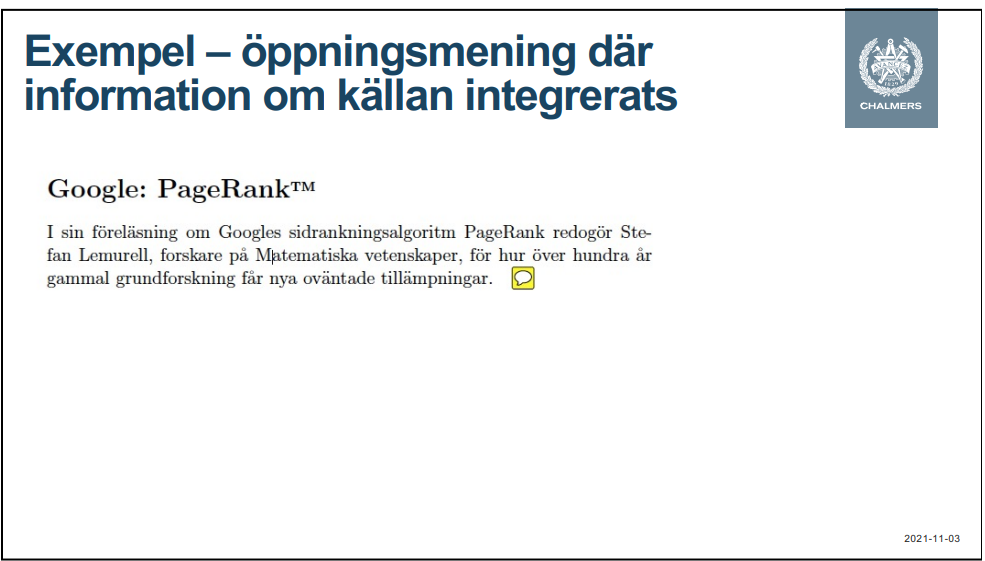 Exempel – öppningsmening där
information om källan integrerats
CHALMERS
Google: PageRank™
I sin föreläsning om Googles sidrankningsalgoritm PageRank redogör Ste-
fan Lemurell, forskare på Matematiska vetenskaper, för hur över hundra år
gammal grundforskning får nya oväntade tillämpningar.
2021-11-03